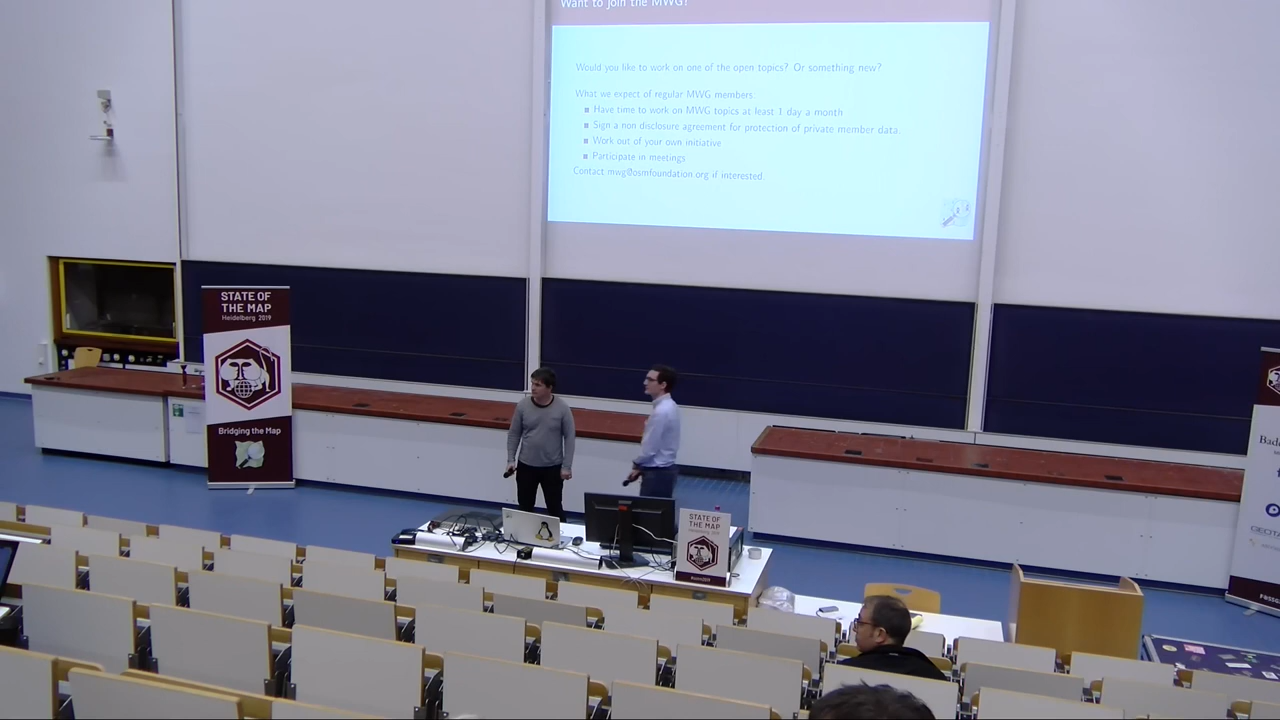 Want to join the MWG?
Would you like to work on one of the open topics? Or something new?
What we expect of regular MWG members:
Have time to work on MWG topics at least 1 day a month
Sign a non disclosure agreement for protection of private member data.
Work out of your own initiative
Participate in meetings
Contact mwg@osmfoundation.org if interested
STATE OF
THE MAP
Heidelberg 2019
Bridging the Map
STATE OF
THE MAP